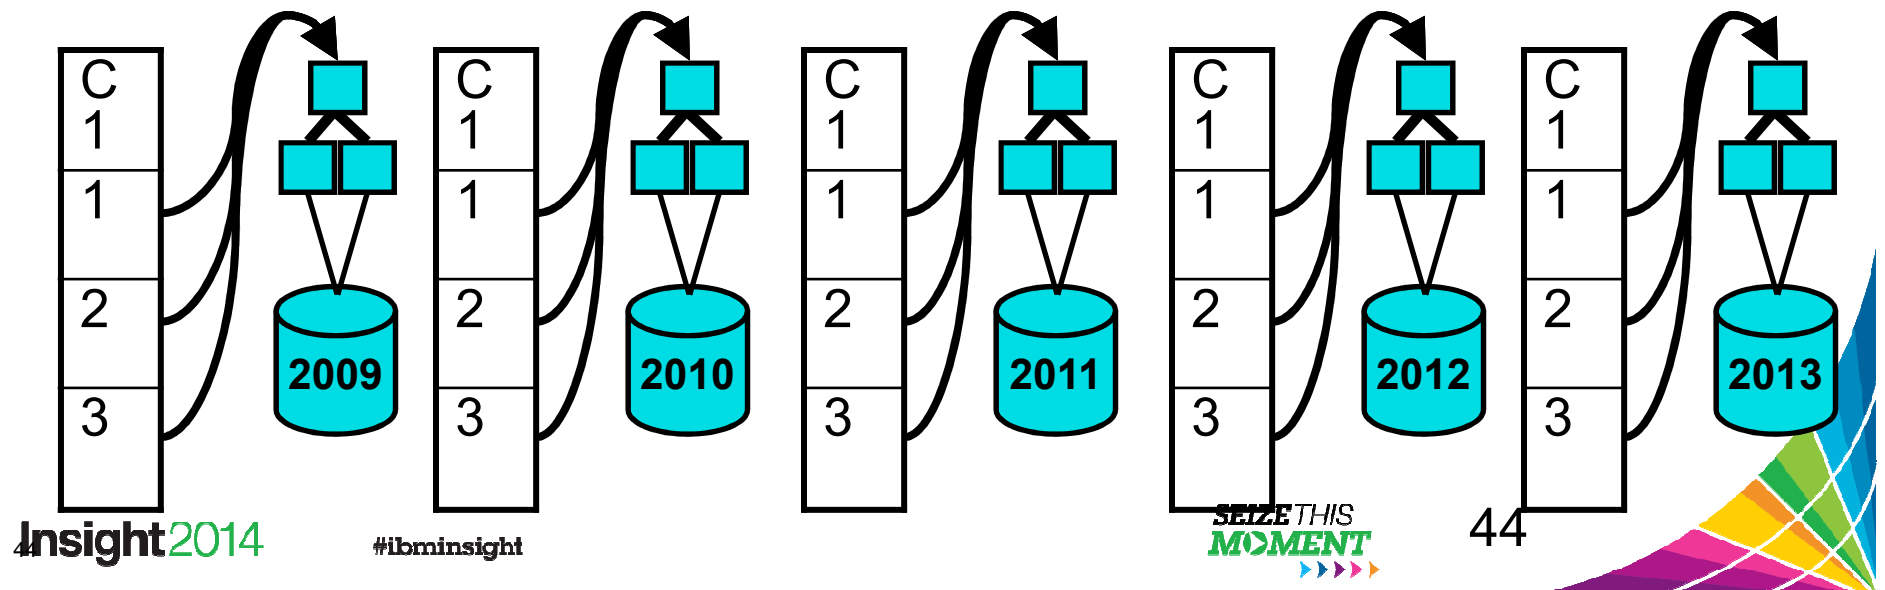 C C C C C
1 1 1 1 1
1 1 1 1 1
2 2 2 2 2
2009 2010 2011 2012 2013
3 3 3 3 3
SEIZE THIS
MOMENT
44
44
Insight2014
#ibminsight